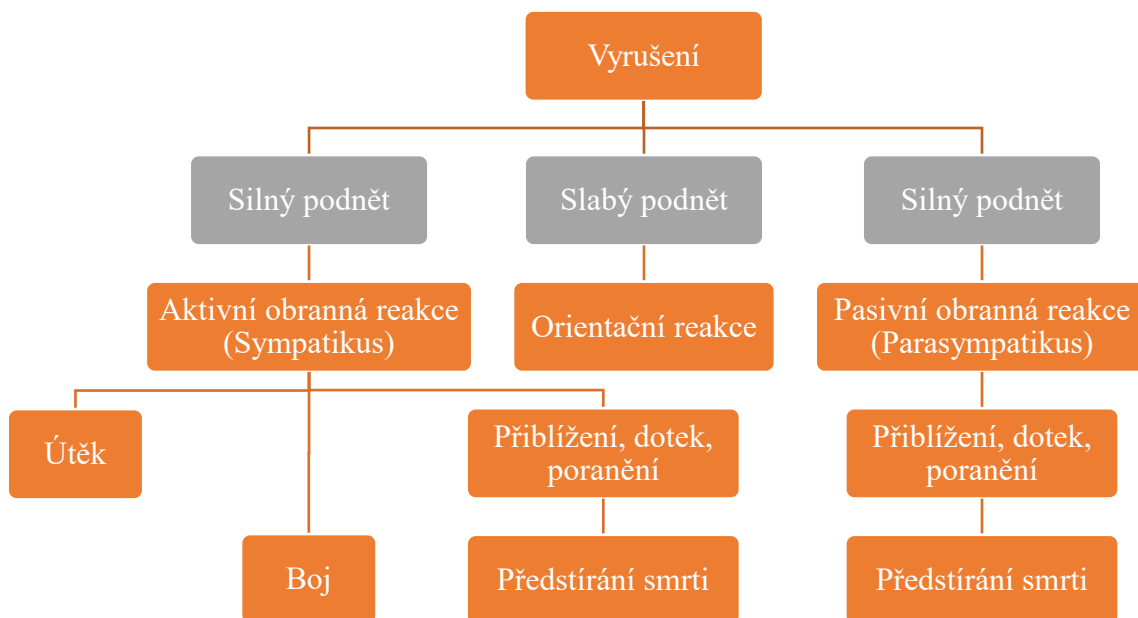 Vyrušení
Silný podnět
Slabý podnět
Silný podnět
Aktivní obranná reakce
(Sympatikus)
Orientační reakce
Pasivní obranná reakce
(Parasympatikus)
Útěk
Přiblížení, dotek,
poranění
Přiblížení, dotek,
poranění
Boj
Předstírání smrti
Předstírání smrti